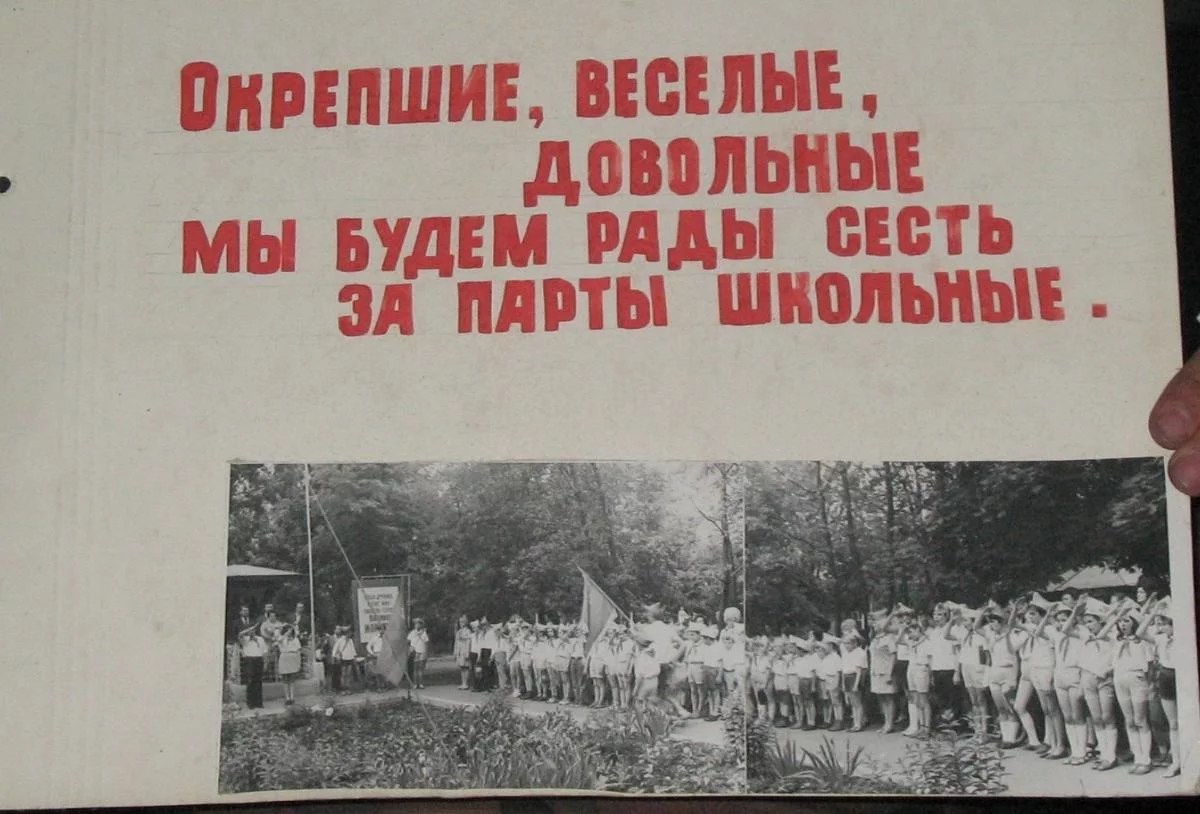 Окрепшие, веселые,
довольные
мы будем рады сесть
за парты школьные.